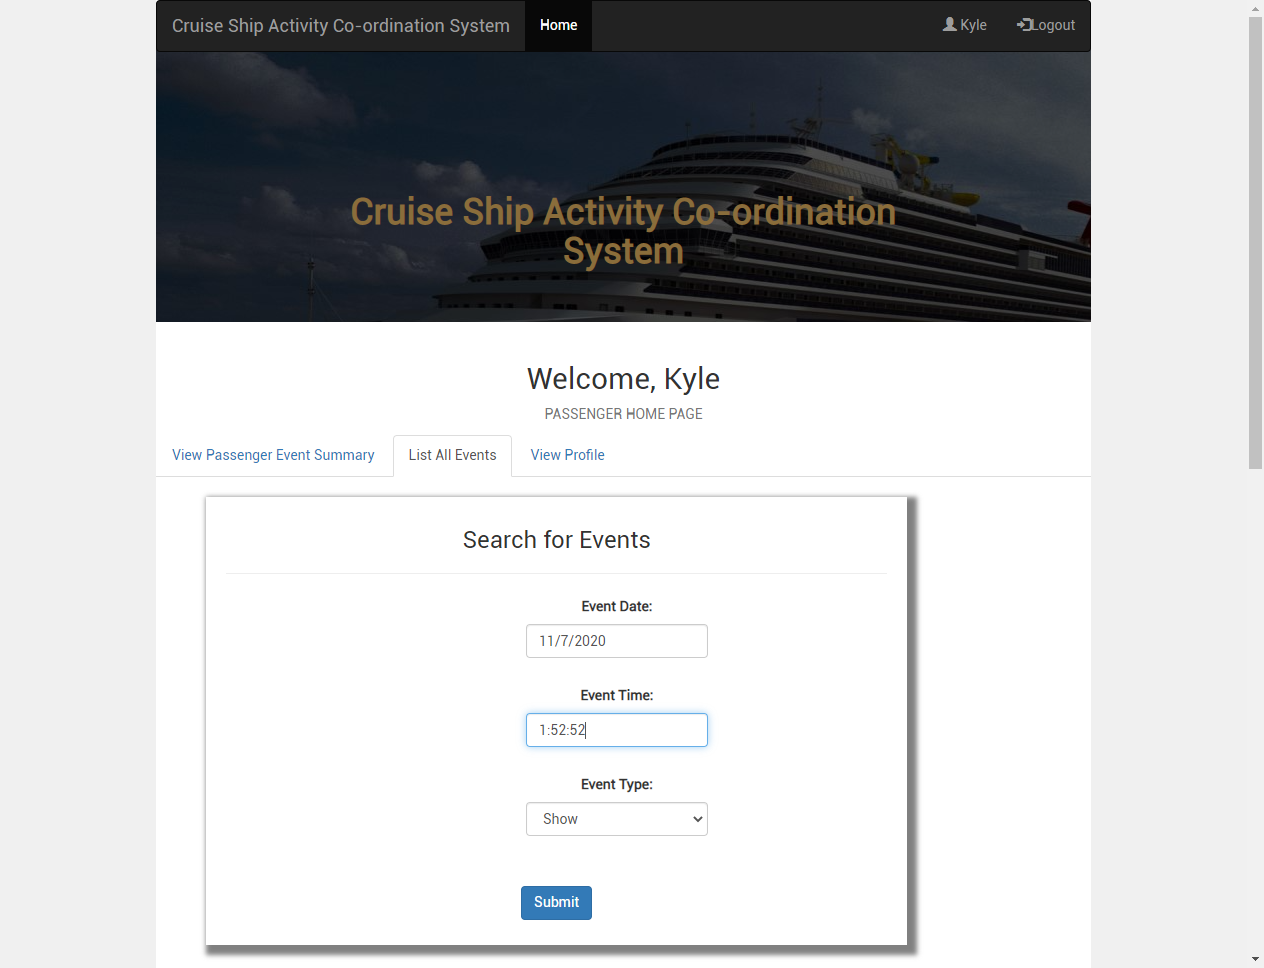 Cruise Ship Activity Co-ordination System Home Kyle Logout
Cruise Ship Activity Co-ordination
System
Welcome, Kyle
PASSENGER HOME PAGE
View Passenger Event Summary List All Events View Profile
Search for Events
Event Date:
11/7/2020
Event Time:
1:52:52
Event Type:
Show
Submit